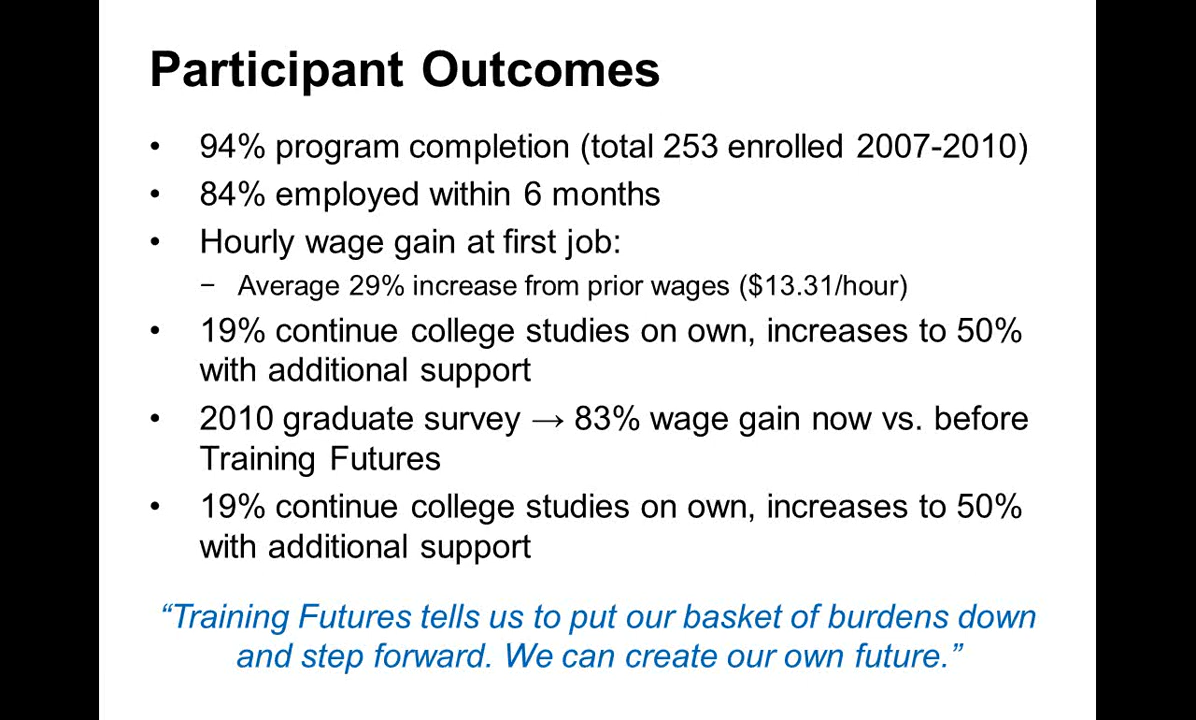 Participant Outcomes
• 94% program completion (total 253 enrolled 2007-2010)
• 84% employed within 6 months
• Hourly wage gain at first job:
− Average 29% increase from prior wages ($13.31/hour)
• 19% continue college studies on own, increases to 50%
with additional support
• 2010 graduate survey → 83% wage gain now vs. before
Training Futures
• 19% continue college studies on own, increases to 50%
with additional support
“Training Futures tells us to put our basket of burdens down
and step forward. We can create our own future.”